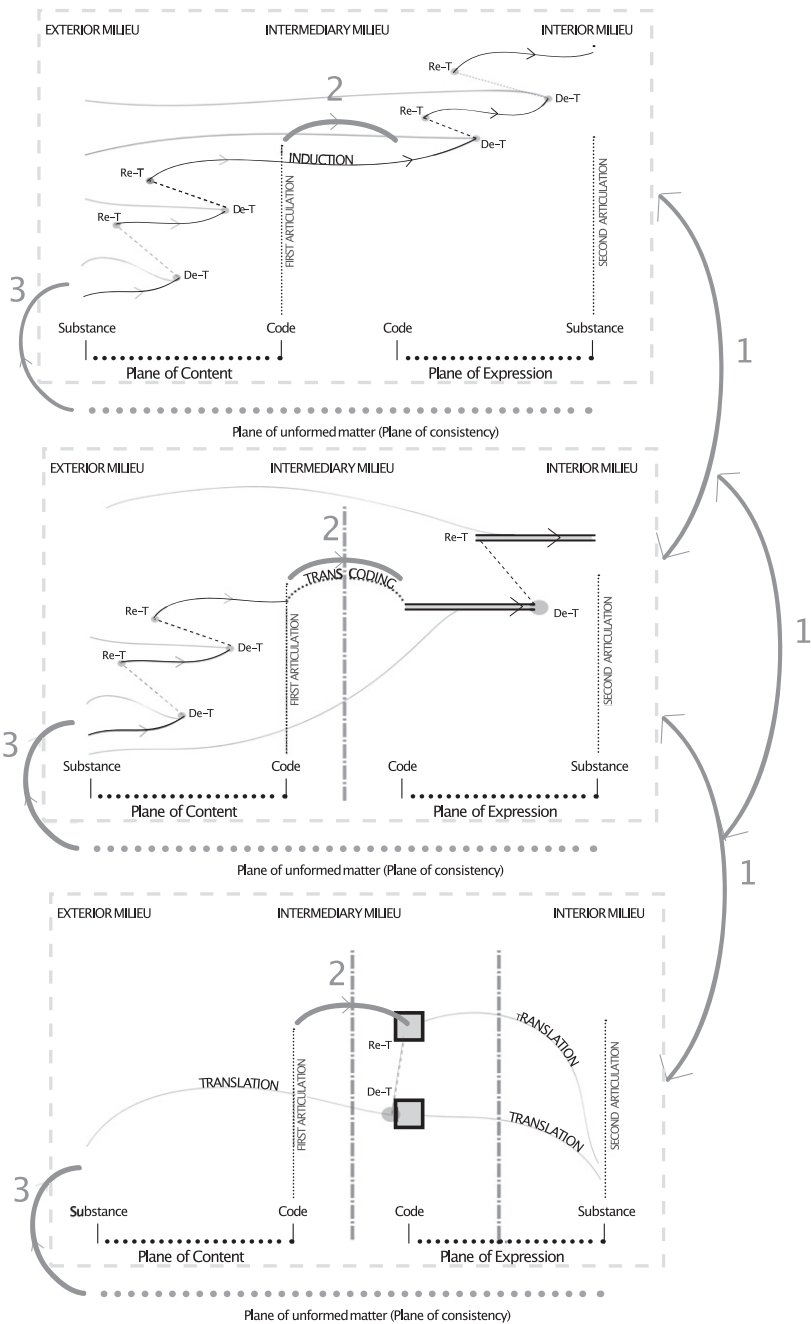 EXTERIOR MILIEU INTERMEDIARY MILIEU INTERIOR MILIEU
Re-T
De-T
2
Re-T
De-T
INDUCTION
Re-T
De-T
Re-T
De-T
FIRST ARTICULATION
SECOND ARTICULATION
3
1
Substance Code Code Substance
Plane of Content Plane of Expression
Plane of unformed matter (Plane of consistency)
EXTERIOR MILIEU INTERMEDIARY MILIEU INTERIOR MILIEU
2
Re-T
TRANS CODING
De-T
Re-T
De-T
Re-T
De-T
FIRST ARTICULATION
SECOND ARTICULATION
1
3
Substance Code Code Substance
Plane of Content Plane of Expression
Plane of unformed matter (Plane of consistency)
1
EXTERIOR MILIEU INTERMEDIARY MILIEU INTERIOR MILIEU
2
TRANSLATION
Re-T
De-T
TRANSLATION
TRANSLATION
FIRST ARTICULATION
SECOND ARTICULATION
3
Substance Code Code Substance
Plane of Content Plane of Expression
Plane of unformed matter (Plane of consistency)